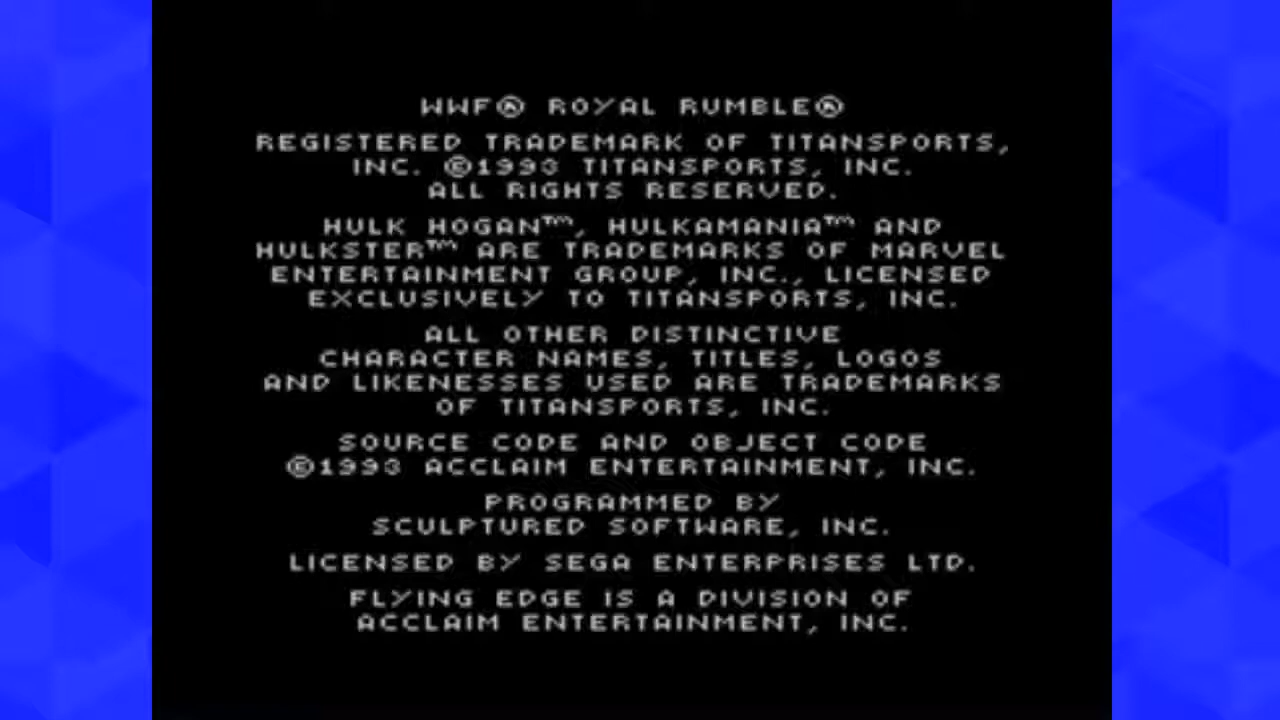 WWF® ROYAL RUMBLE®
REGISTERED TRADEMARK OF TITANSPORTS,
INC. ©1993 TITANSPORTS, INC.
ALL RIGHTS RESERVED.
HULK HOGAN™, HULKAMANIA™ AND
HULKSTER™ ARE TRADEMARKS OF MARVEL
ENTERTAINMENT GROUP, INC., LICENSED
EXCLUSIVELY TO TITANSPORTS, INC.
ALL OTHER DISTINCTIVE
CHARACTER NAMES, TITLES, LOGOS
AND LIKENESSES USED ARE TRADEMARKS
OF TITANSPORTS, INC.
SOURCE CODE AND OBJECT CODE
©1993 ACCLAIM ENTERTAINMENT, INC.
PROGRAMMED BY
SCULPTURED SOFTWARE, INC.
LICENSED BY SEGA ENTERPRISES LTD.
FLYING EDGE IS A DIVISION OF
ACCLAIM ENTERTAINMENT, INC.